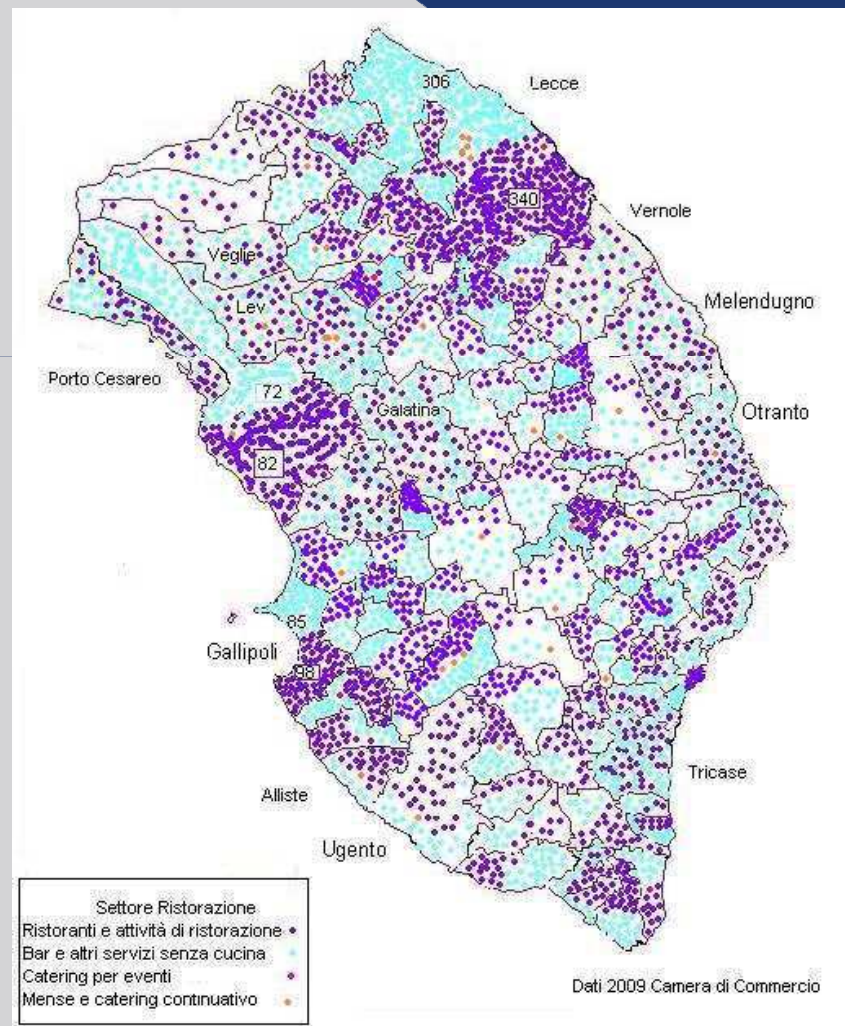 306
Lecce
340
Vernole
Veglie
Melendugno
Lev
Porto Cesareo
72
Galatina
Otranto
82
85
Gallipoli
98
Tricase
Alliste
Ugento
Settore Ristorazione
Ristoranti e attività di ristorazione
Bar e altri servizi senza cucina
Catering per eventi
Mense e catering continuativo
Dati 2009 Camera di Commercio